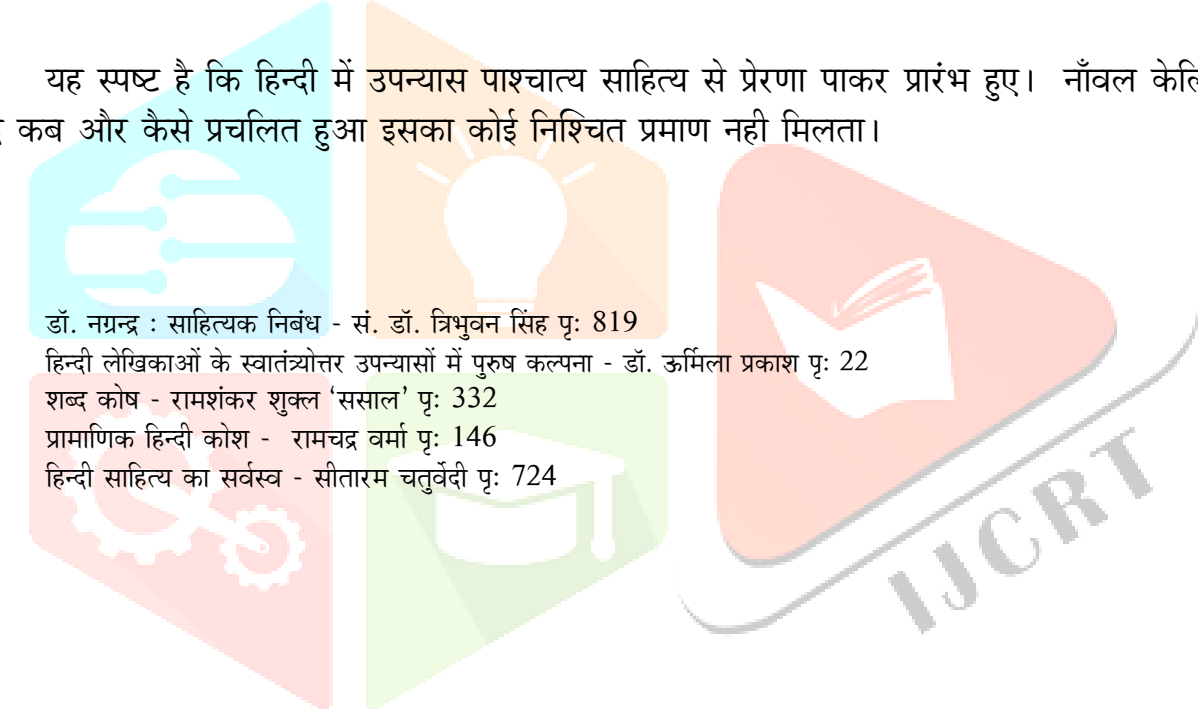 यह स्पष्ट है कि हिन्दी में उपन्यास पाश्चात्य साहित्य से प्रेरणा पाकर प्रारंभ हुए। नाँवल
कब और कैसे प्रचलित हुआ इसका कोई निश्चित प्रमाण नही मिलता।
डॉ. नग्रन्द्र : साहित्यक निबंध - सं. डॉ. त्रिभुवन सिंह पृः 819
हिन्दी लेखिकाओं के स्वातंत्र्योत्तर उपन्यासों में पुरुष कल्पना - डॉ. ऊर्मिला प्रकाश पृः 22
शब्द कोष - रामशंकर शुक्ल ‘ससाल’ पृः 332
प्रामाणिक हिन्दी कोश - रामचद्र वर्मा पृः 146
हिन्दी साहित्य का सर्वस्व - सीतारम चतुर्वेदी पृः 724
IJCRT